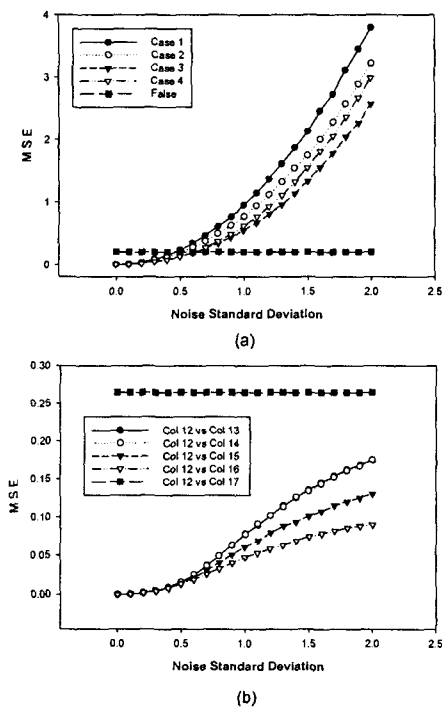 4
3
2
1
0
MSE
Case 1
Case 2
Case 3
Case 4
False
0.0 0.5 1.0 1.5 2.0 2.5
Noise Standard Deviation
(a)
0.30
0.25
0.20
0.15
0.10
0.05
0.00
MSE
Col 12 vs Col 13
Col 12 vs Col 14
Col 12 vs Col 15
Col 12 vs Col 16
Col 12 vs Col 17
0.0 0.5 1.0 1.5 2.0 2.5
Noise Standard Deviation
(b)